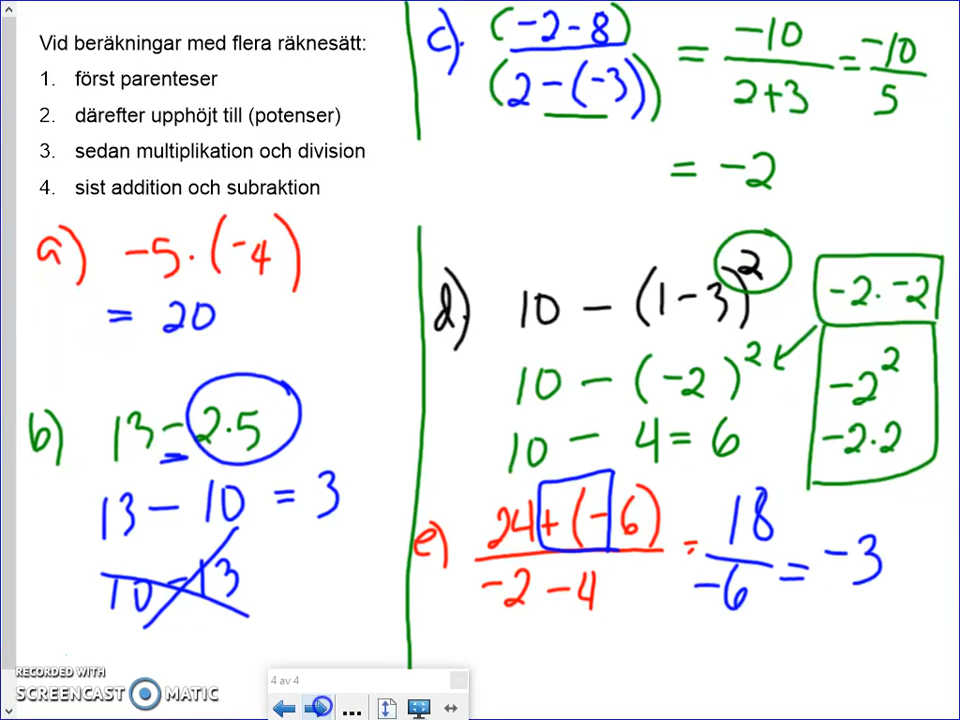 Vid beräkningar med flera räknesätt:
1. först parenteser
2. därefter upphöjt till (potenser)
3. sedan multiplikation och division
4. sist addition och subraktion
a) -5·(-4)
= 20
b) 13-2·5
13-10 = 3
10-13
c). (-2-8)/(2-(-3)) = -10/2+3 = -10/5
= -2
d). 10-(1-3)²
10-(-2)²
10-4=6
-2·-2
-2²
-2·2
e) 24+(-6)/-2-4 = 18/-6 = -3
RECORDED WITH
SCREENCAST MATIC
4 av 4